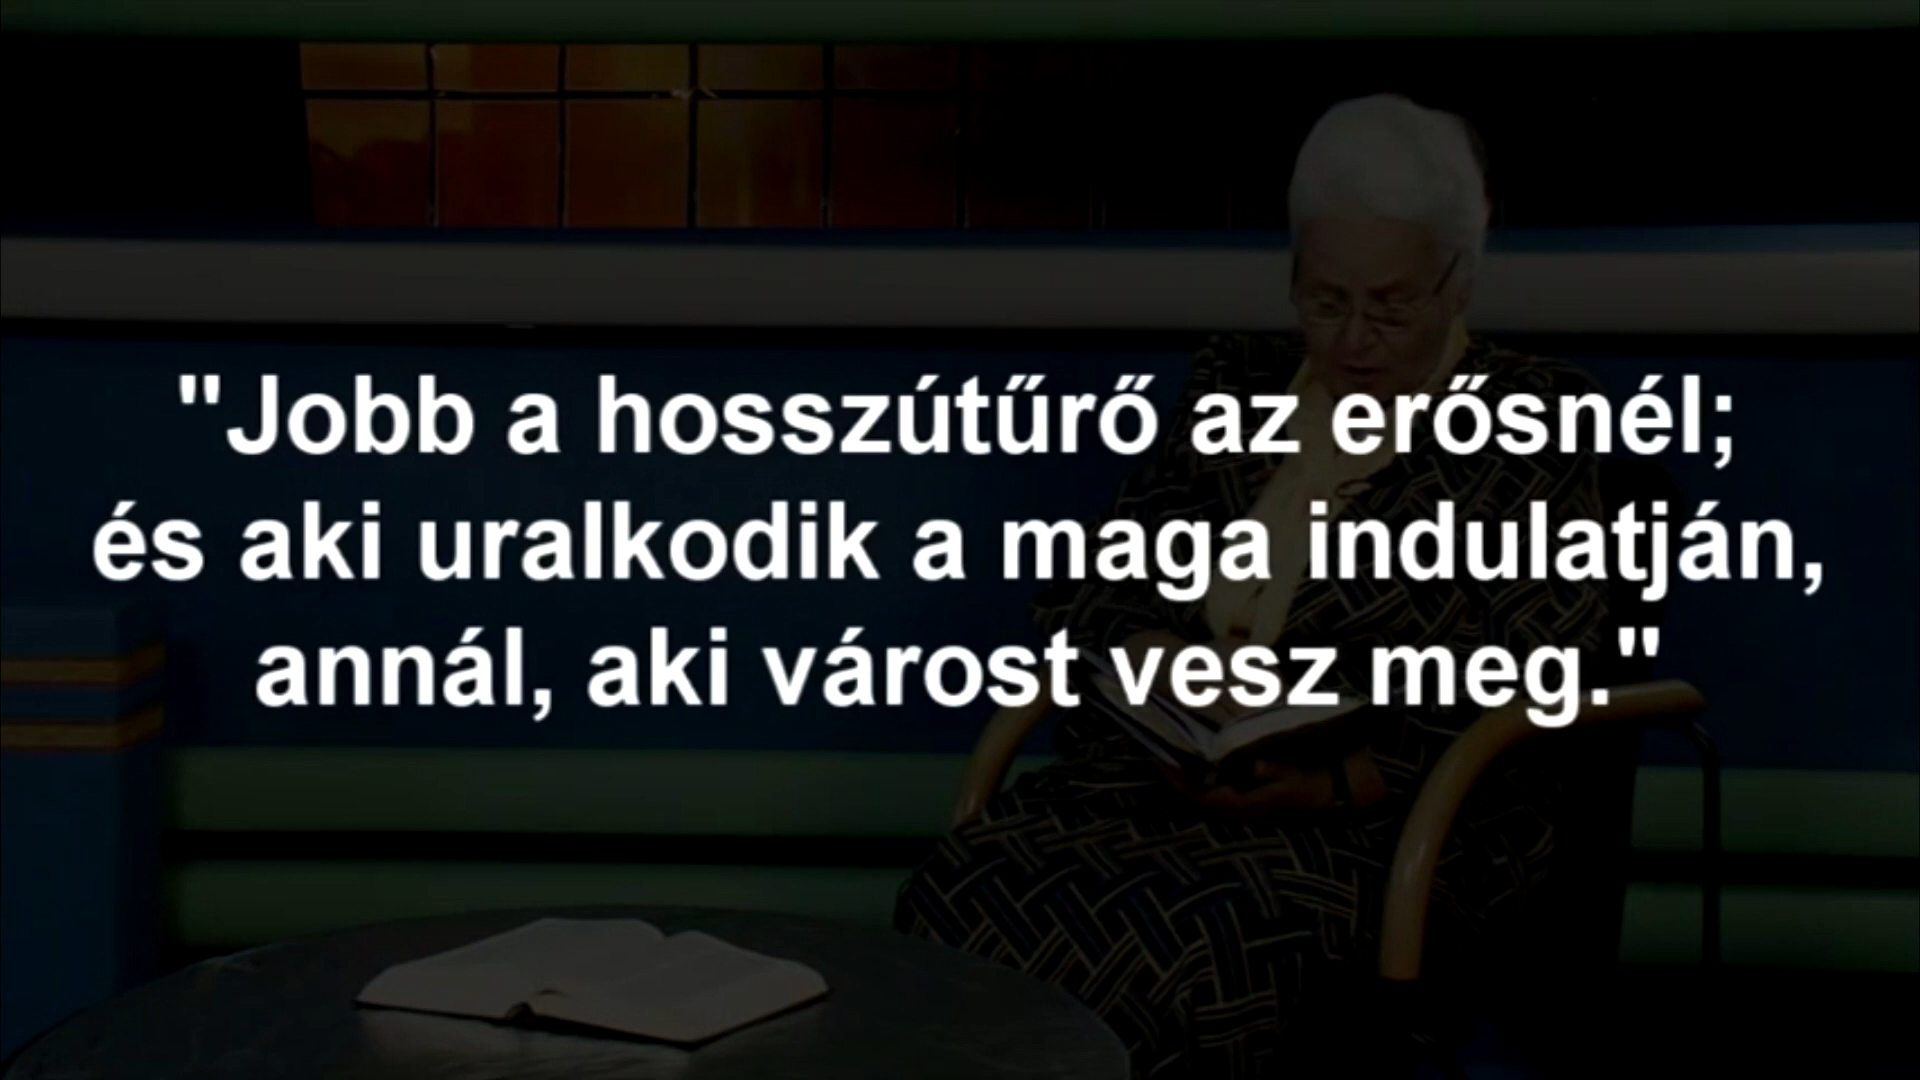 "Jobb a hosszútűrő az erősnél;
és aki uralkodik a maga indulatján,
annál, aki várost vesz meg."